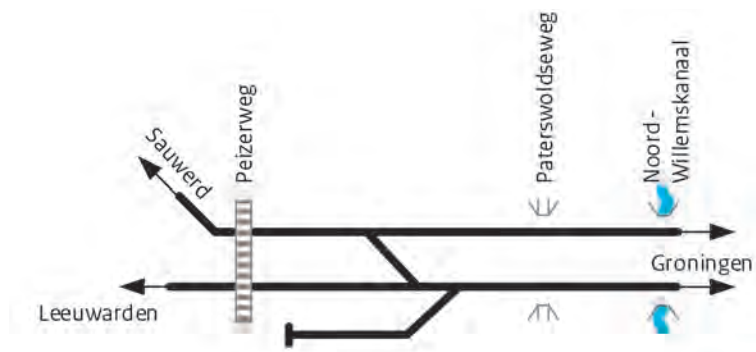 Sauwerd
Peizerweg
Paterswoldseweg
Noord -
Willemskanaal
Groningen
Leeuwarden